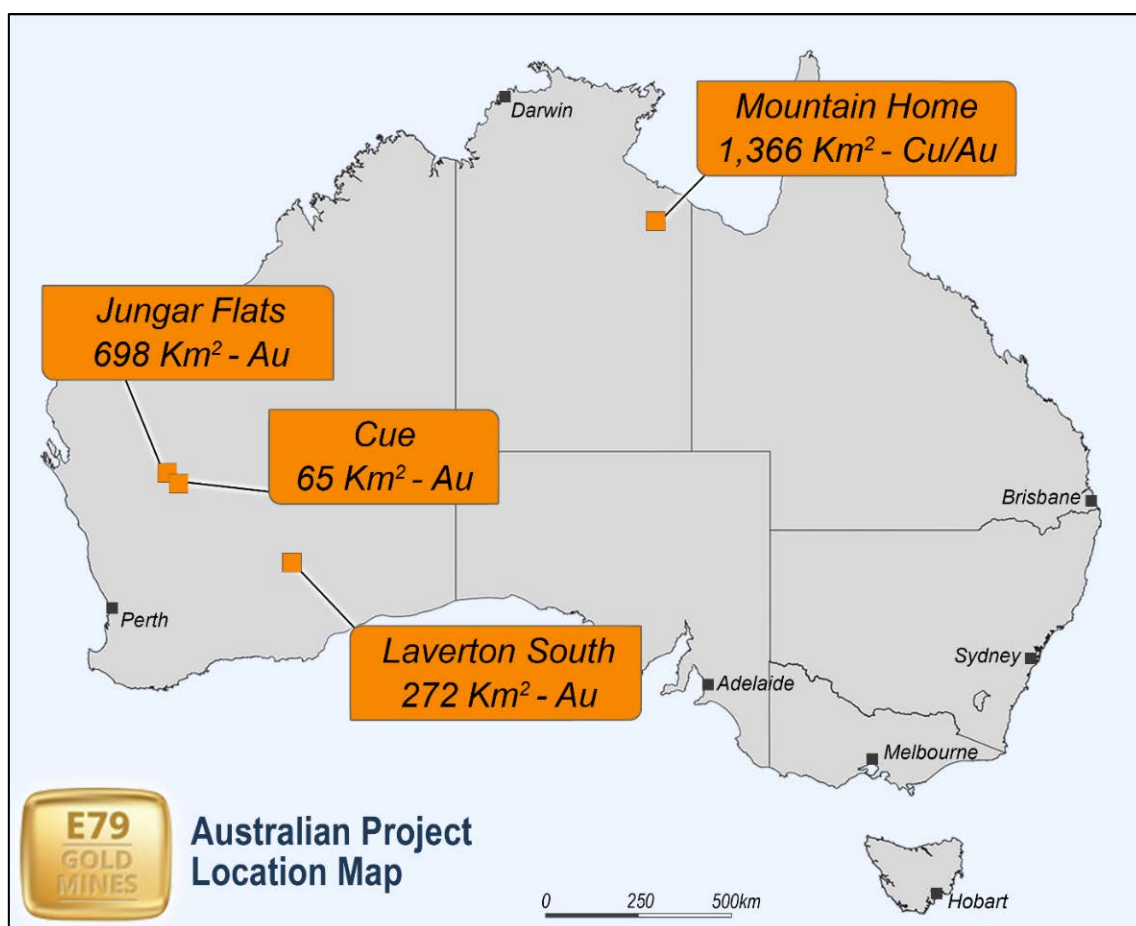 Darwin
Mountain Home
1,366 Km² - Cu/Au
Jungar Flats
698 Km² - Au
Cue
65 Km² - Au
Brisbane
Perth
Laverton South
272 Km² - Au
Sydney
Adelaide
Melbourne
E79
GOLD
MINES
Australian Project
Location Map
0 250 500km
Hobart